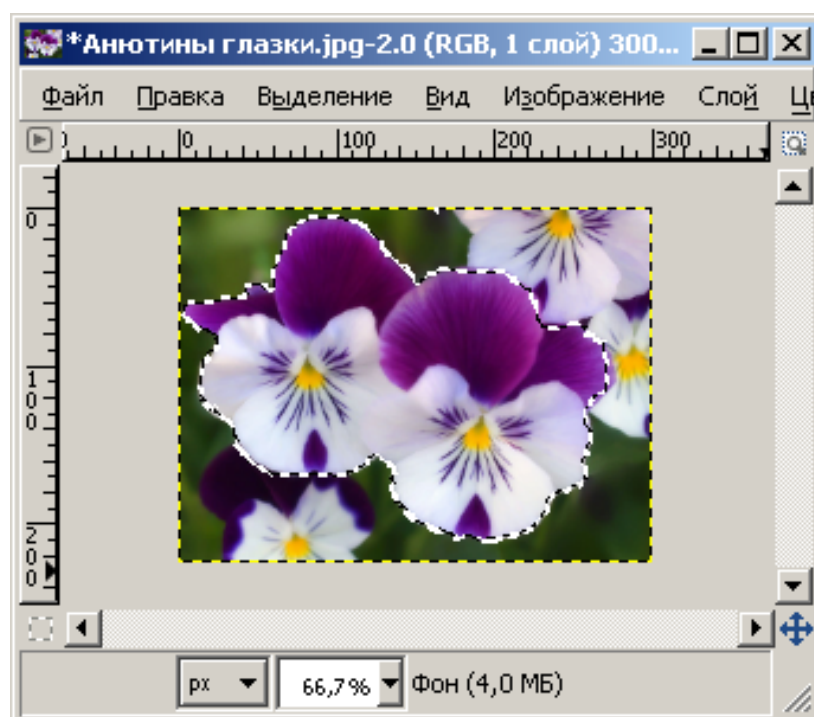 *Анютины глазки.jpg-2.0 (RGB, 1 слой) 300...
Файл Правка Выделение Вид Изображение Слой Ц
0 100 200 300
0
100
200
px 66,7% Фон (4,0 МБ)